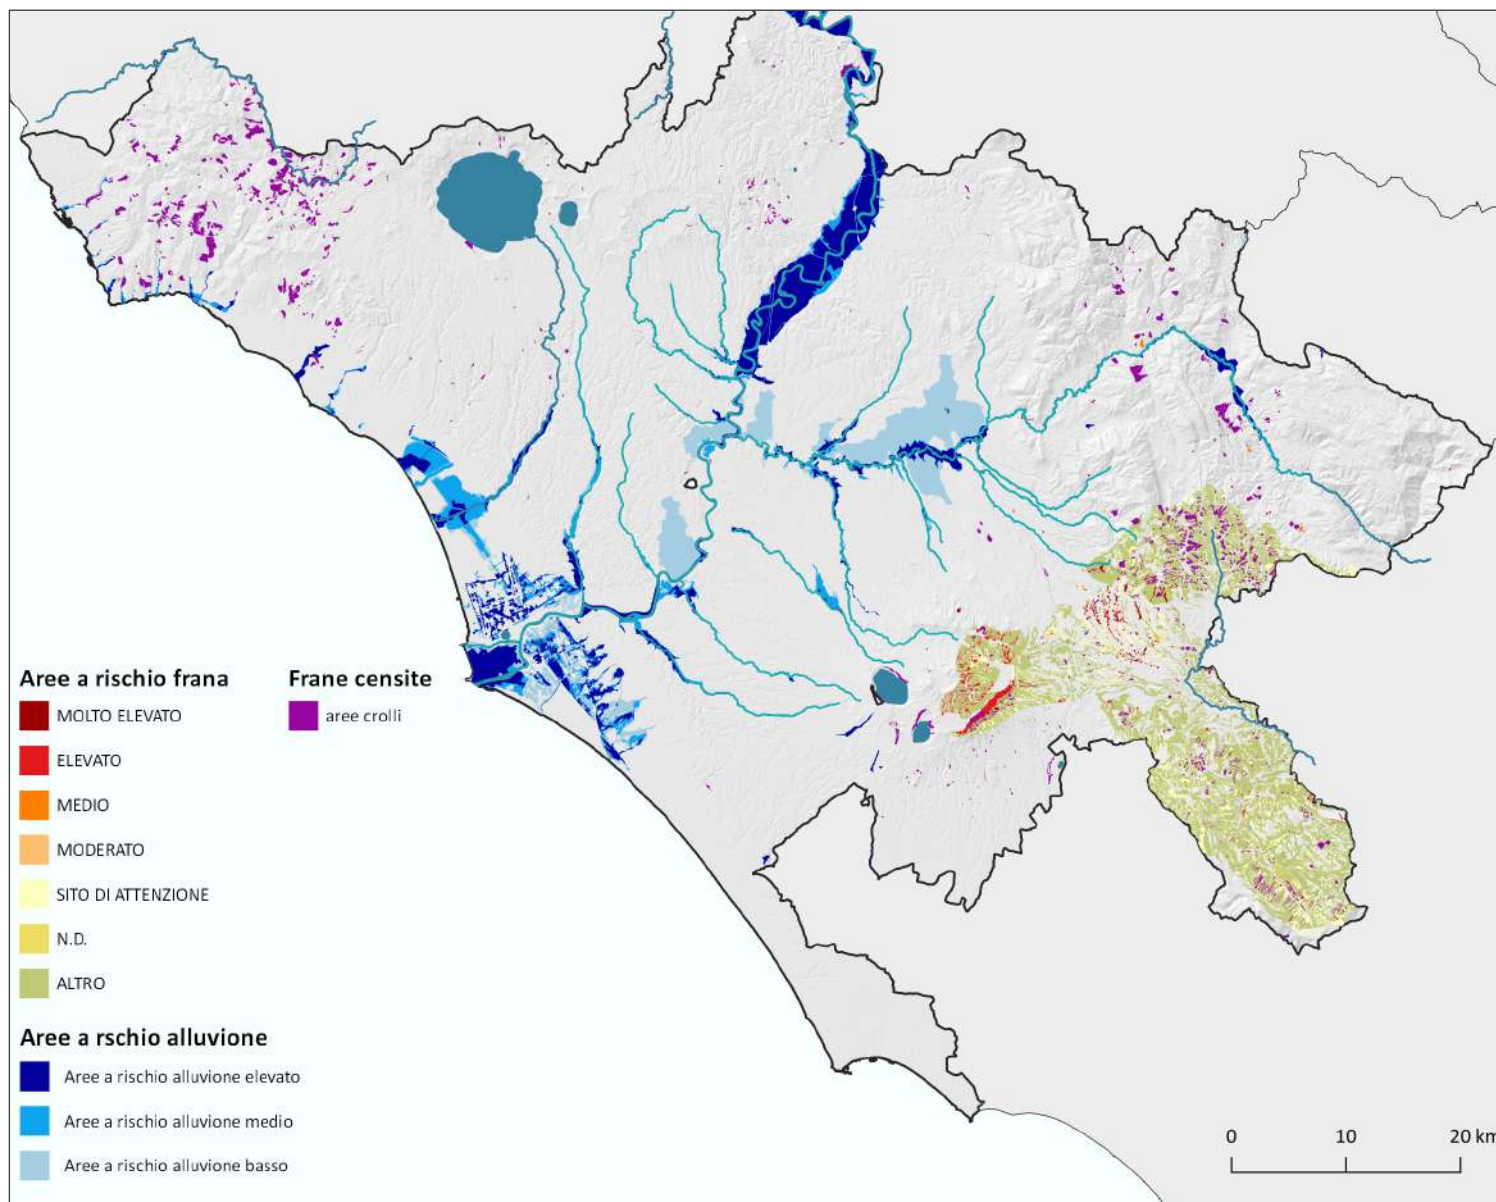 Aree a rischio frana
MOLTO ELEVATO
ELEVATO
MEDIO
MODERATO
SITO DI ATTENZIONE
N.D.
ALTRO
Frane censite
aree crolli
Aree a rschio alluvione
Aree a rischio alluvione elevato
Aree a rischio alluvione medio
Aree a rischio alluvione basso
0 10 20 km